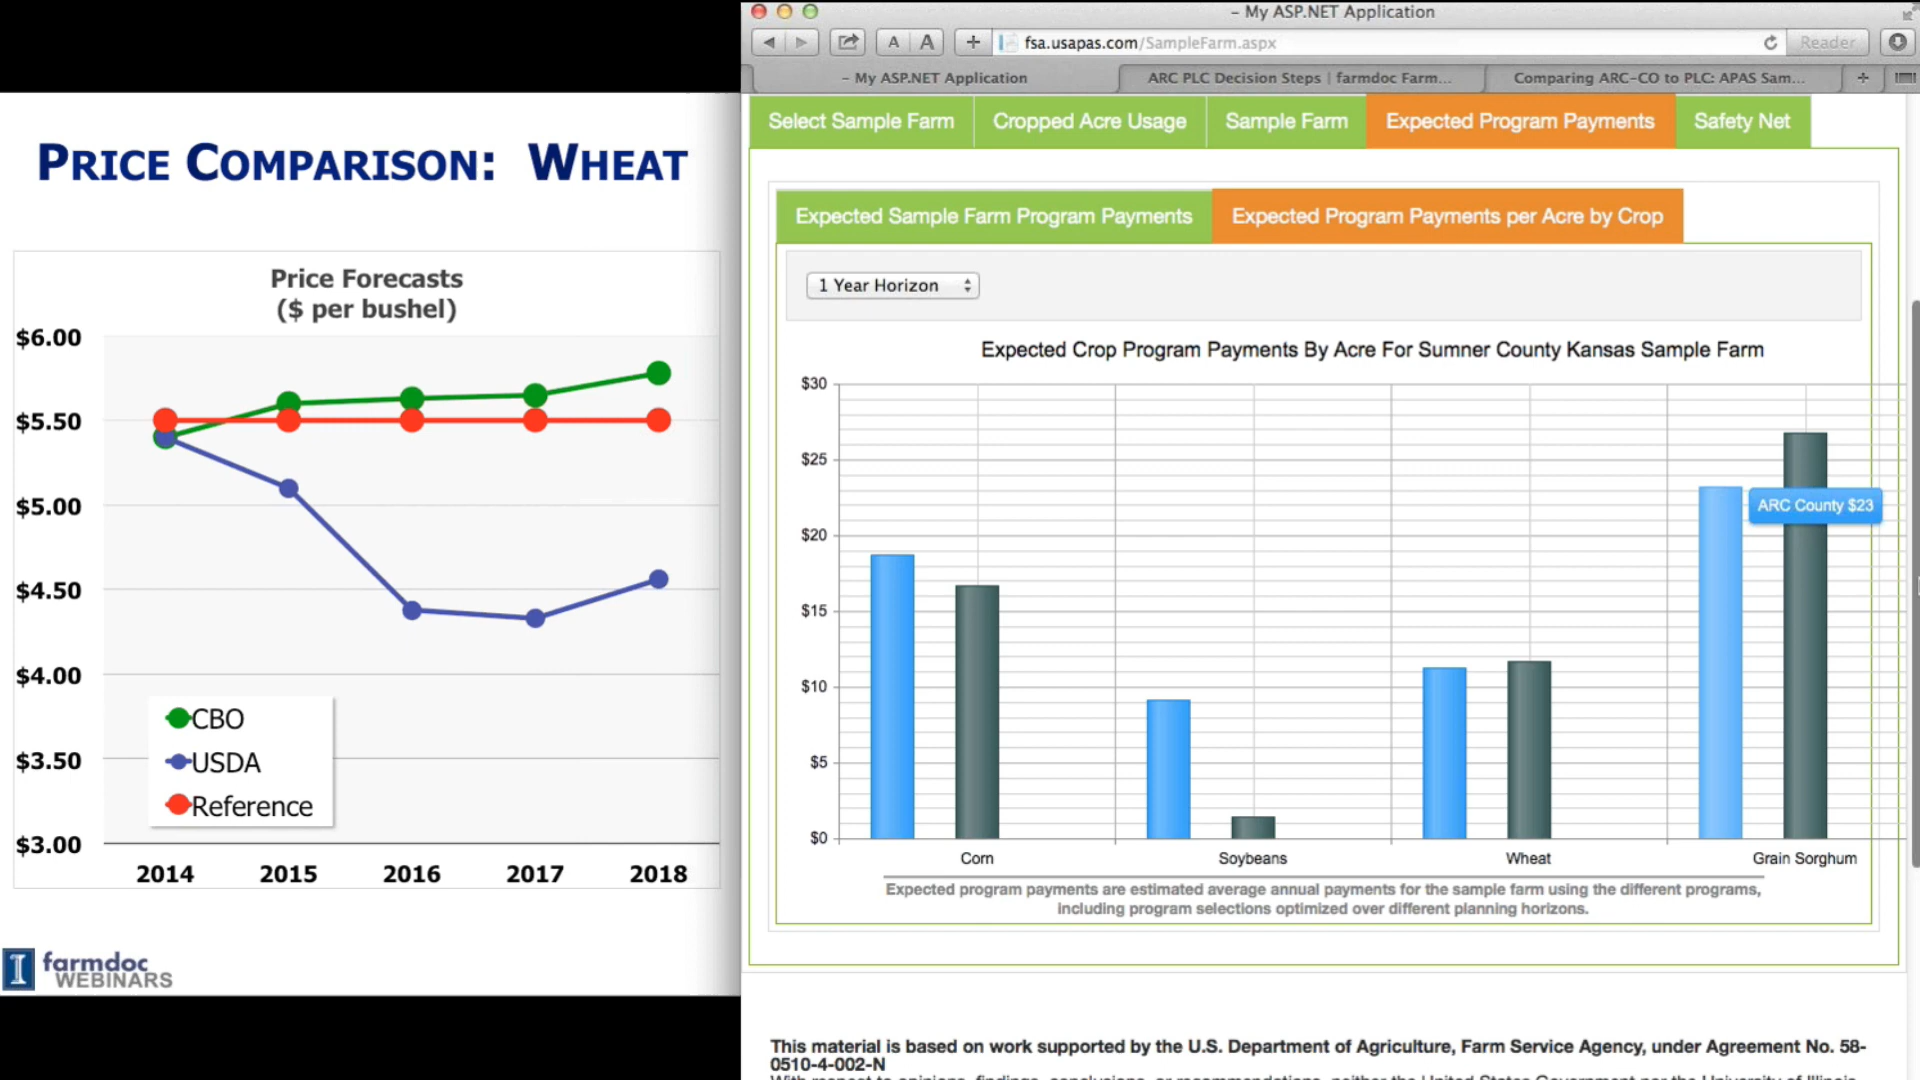 PRICE COMPARISON: WHEAT
Price Forecasts
($ per bushel)
$6.00
$5.50
$5.00
$4.50
$4.00
$3.50
$3.00
CBO
USDA
Reference
2014 2015 2016 2017 2018
I farmdoc
WEBINARS
– My ASP.NET Application
A A + fsa.usapas.com/SampleFarm.aspx Reader
– My ASP.NET Application ARC PLC Decision Steps | farmdoc Farm... Comparing ARC-CO to PLC: APAS Sam... +
Select Sample Farm Cropped Acre Usage Sample Farm Expected Program Payments Safety Net
Expected Sample Farm Program Payments Expected Program Payments per Acre by Crop
1 Year Horizon
Expected Crop Program Payments By Acre For Sumner County Kansas Sample Farm
$30
$25
$20
$15
$10
$5
$0
ARC County $23
Corn Soybeans Wheat Grain Sorghum
Expected program payments are estimated average annual payments for the sample farm using the different programs,
including program selections optimized over different planning horizons.
This material is based on work supported by the U.S. Department of Agriculture, Farm Service Agency, under Agreement No. 58-
0510-4-002-N